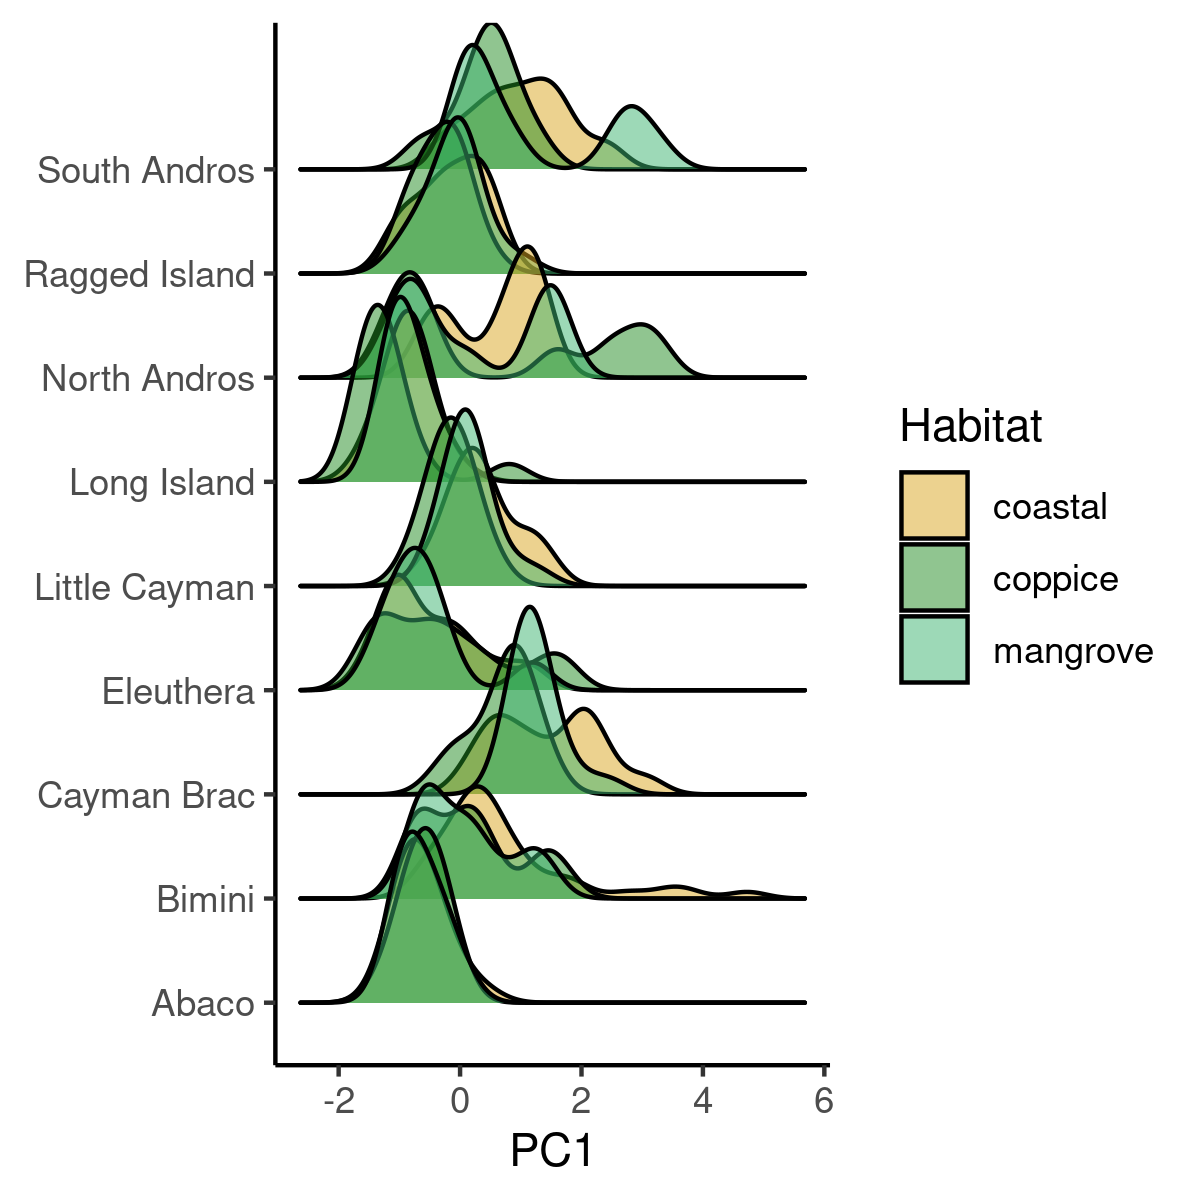 South Andros
Ragged Island
North Andros
Long Island
Little Cayman
Eleuthera
Cayman Brac
Bimini
Abaco
-2 0 2 4 6
PC1
Habitat
coastal
coppice
mangrove